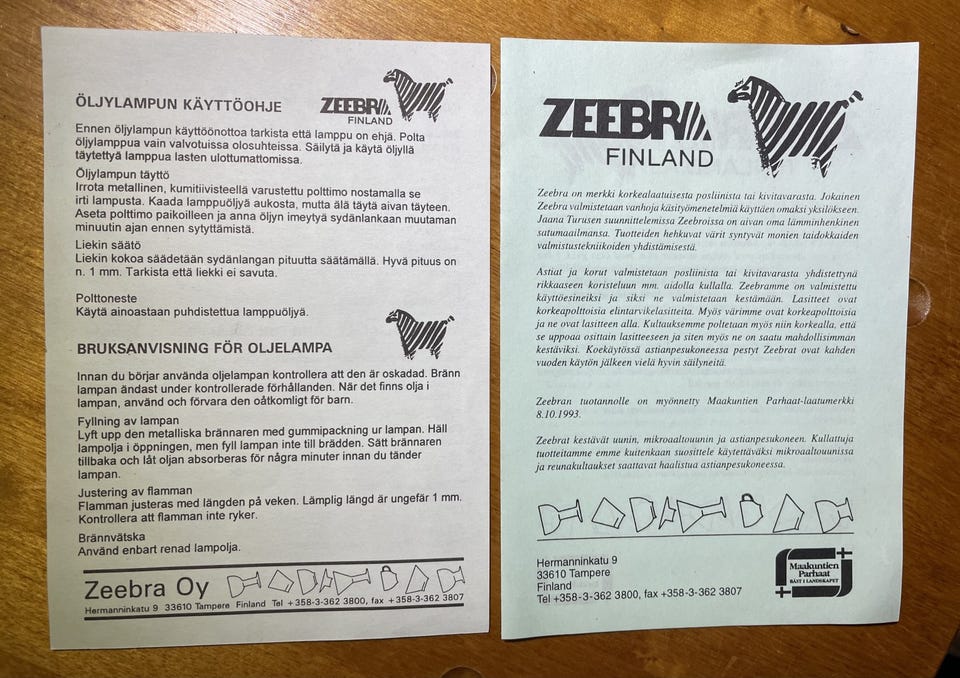 ÖLJYLAMPUN KÄYTTÖOHJE
ZEEBRA
FINLAND
Ennen öljylampun käyttöönottoa tarkista että lamppu on ehjä. Polta
öljylamppua vain valvotuissa olosuhteissa. Säilytä ja käytä öljyllä
täytettyä lamppua lasten ulottumattomissa.
Öljylampun täyttö
Irrota metallinen, kumitiivisteellä varustettu polttimo nostamalla se
irti lampusta. Kaada lamppuöljyä aukosta, mutta älä täytä aivan täyteen.
Aseta polttimo paikoilleen ja anna öljyn imeytyä sydänlankaan muutaman
minuutin ajan ennen sytyttämistä.
Liekin säätö
Liekin kokoa säädetään sydänlangan pituutta säätämällä. Hyvä pituus on
n. 1 mm. Tarkista että liekki ei savuta.
Polttoneste
Käytä ainoastaan puhdistettua lamppuöljyä.
BRUKSANVISNING FÖR OLJELAMPA
Innan du börjar använda oljelampan kontrollera att den är oskadad. Bränn
lampan ändast under kontrollerade förhållanden. När det finns olja i
lampan, använd och förvara den oåtkomligt för barn.
Fyllning av lampan
Lyft upp den metalliska brännaren med gummipackning ur lampan. Häll
lampolja i öppningen, men fyll lampan inte till brädden. Sätt brännaren
tillbaka och låt oljan absorberas för några minuter innan du tänder
lampan.
Justering av flamman
Flamman justeras med längden på veken. Lämplig längd är ungefär 1 mm.
Kontrollera att flamman inte ryker.
Brännvätska
Använd enbart renad lampolja.
Zeebra Oy
Hermanninkatu 9 33610 Tampere Finland Tel +358-3-362 3800, fax +358-3-362 3807
ZEEBRA
FINLAND
Zeebra on merkki korkealaatuisesta posliinista tai kivitavarasta. Jokainen
Zeebra valmistetaan vanhoja käsityömenetelmiä käyttäen omaksi yksilökseen.
Jaana Turusen suunnittelemissa Zeebroissa on aivan oma lämminhenkinen
satumaailmansa. Tuotteiden hehkuvat värit syntyvät monien taidokkaiden
valmistustekniikoiden yhdistämisestä.
Astiat ja korut valmistetaan posliinista tai kivitavarasta yhdistettynä
rikkaaseen koristeluun mm. aidolla kullalla. Zeebramme on valmistettu
käyttöesineiksi ja siksi ne valmistetaan kestämään. Lasitteet ovat
korkeapolttoisia elintarvikelasitteita. Myös värimme ovat korkeapolttoisia
ja ne ovat lasitteen alla. Kultauksemme poltetaan myös niin korkealla, että
se uppoaa osittain lasitteeseen ja siten myös ne on saatu mahdollisimman
kestäviksi. Koekäytössä astianpesukoneessa pestyt Zeebrat ovat kahden
vuoden käytön jälkeen vielä hyvin säilyneitä.
Zeebran tuotannolle on myönnetty Maakuntien Parhaat-laatumerkki
8.10.1993.
Zeebrat kestävät uunin, mikroaaltouunin ja astianpesukoneen. Kullattuja
tuotteitamme emme kuitenkaan suosittele käytettäväksi mikroaaltouunissa
ja reunakultaukset saattavat haalistua astianpesukoneessa.
Hermanninkatu 9
33610 Tampere
Finland
Tel +358-3-362 3800, fax +358-3-362 3807
Maakuntien
Parhaat
BÄST I LANDSKAPET